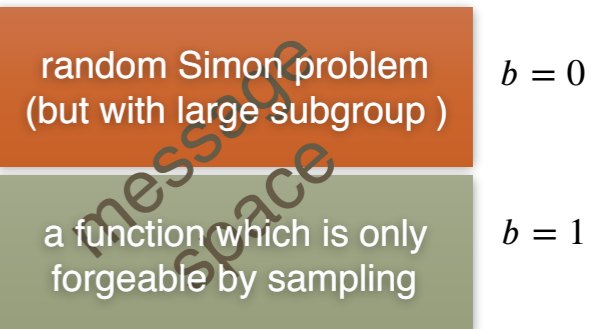 random Simon problem
(but with large subgroup )
b = 0
message
space
a function which is only
forgeable by sampling
b = 1